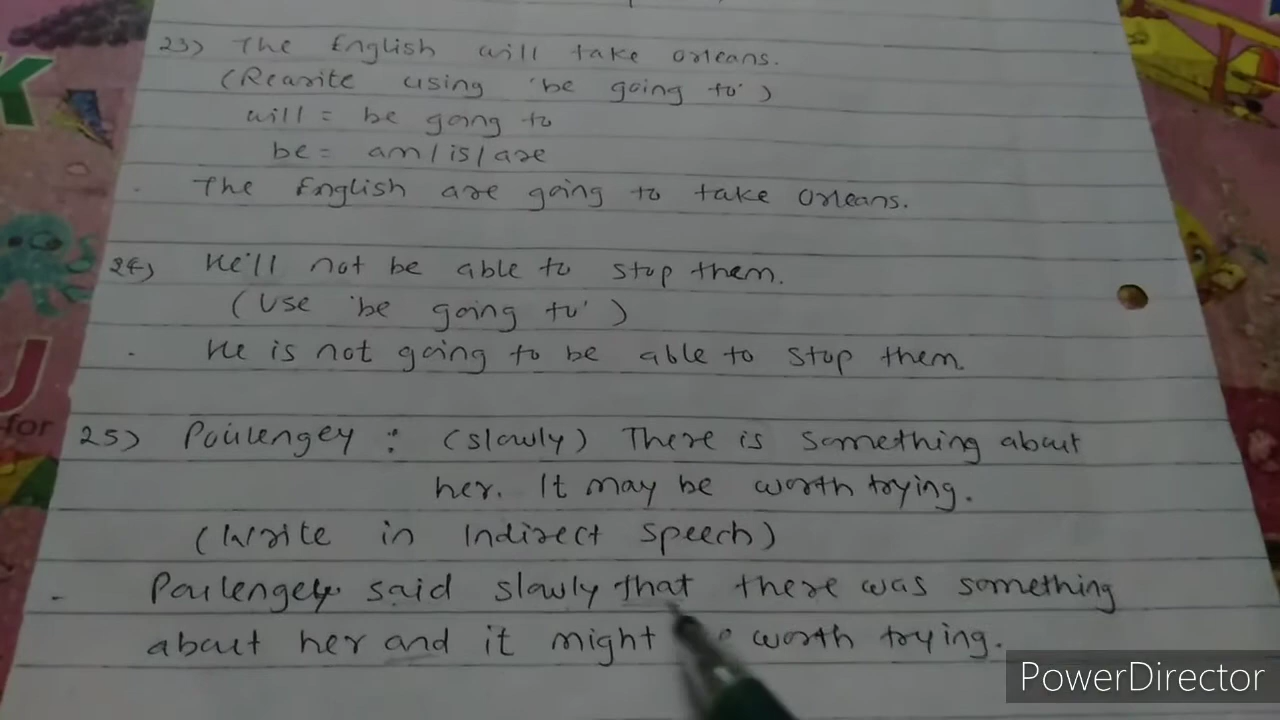 23) The English will take Orleans.
(Rewrite using 'be going to')
will = be going to
be = am/is/are
The English are going to take Orleans.
24) He'll not be able to stop them.
(Use 'be going to')
He is not going to be able to stop them.
25) Poulengey : (slowly) There is something about
her. It may be worth trying.
(Write in Indirect speech)
- Poulengey said slowly that there was something
about her and it might worth trying.
PowerDirector
K
J
for